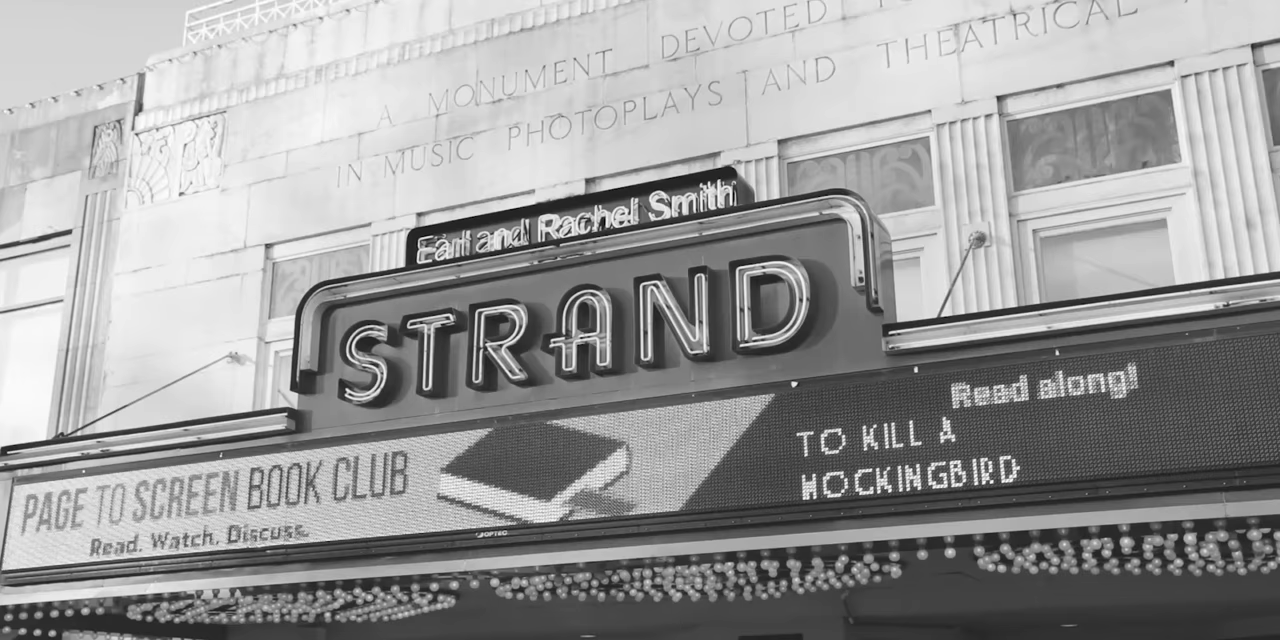 A MONUMENT DEVOTED
IN MUSIC PHOTOPLAYS AND THEATRICAL
Earl and Rachel Smith
STRAND
PAGE TO SCREEN BOOK CLUB
Read. Watch. Discuss.
Read along!
TO KILL A
MOCKINGBIRD
OPTEC